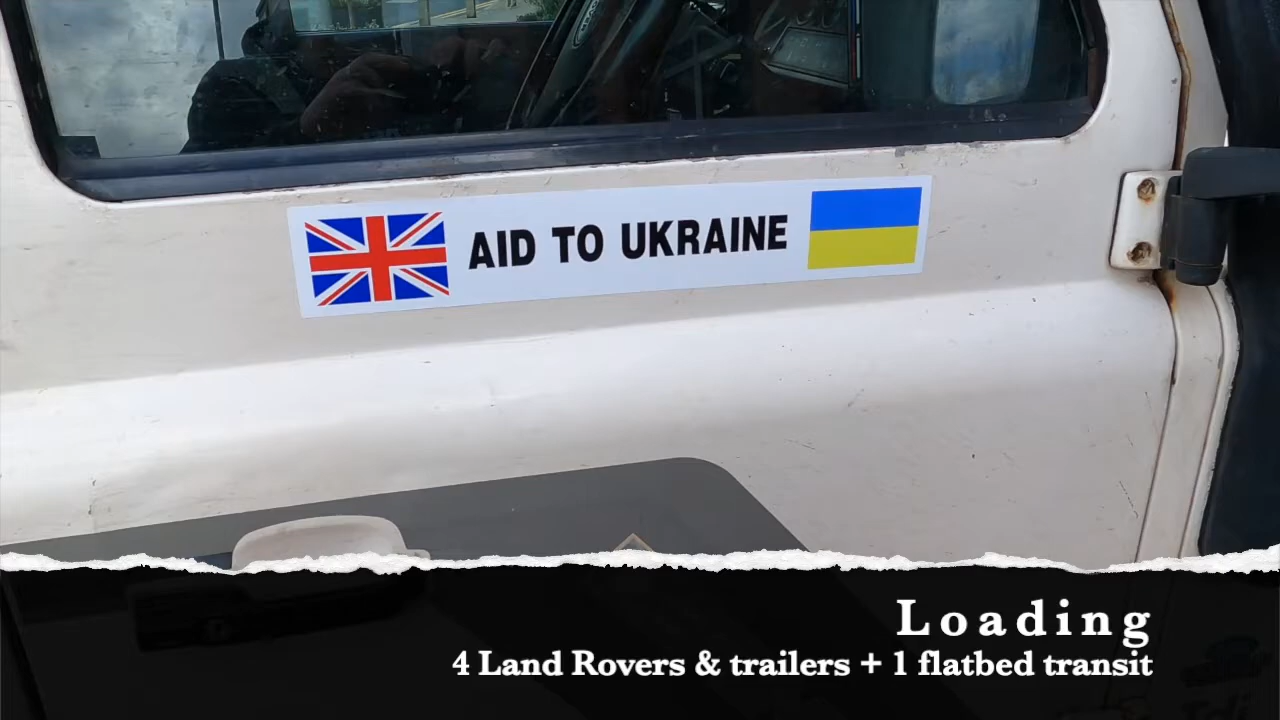 AID TO UKRAINE
Loading
4 Land Rovers & trailers + 1 flatbed transit